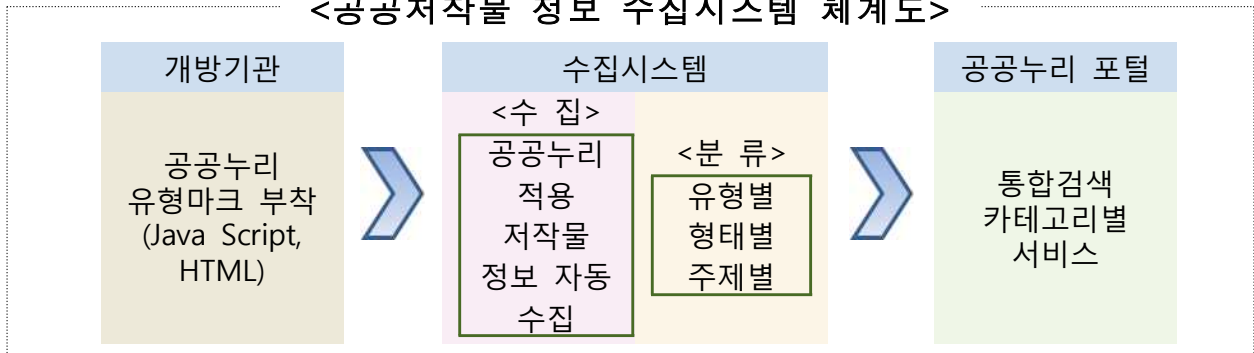 <공공저작물 정보 수집시스템 체계도>
개방기관
공공누리
유형마크 부착
(Java Script,
HTML)
수집시스템
<수 집>
공공누리
적용
저작물
정보 자동
수집
<분 류>
유형별
형태별
주제별
공공누리 포털
통합검색
카테고리별
서비스